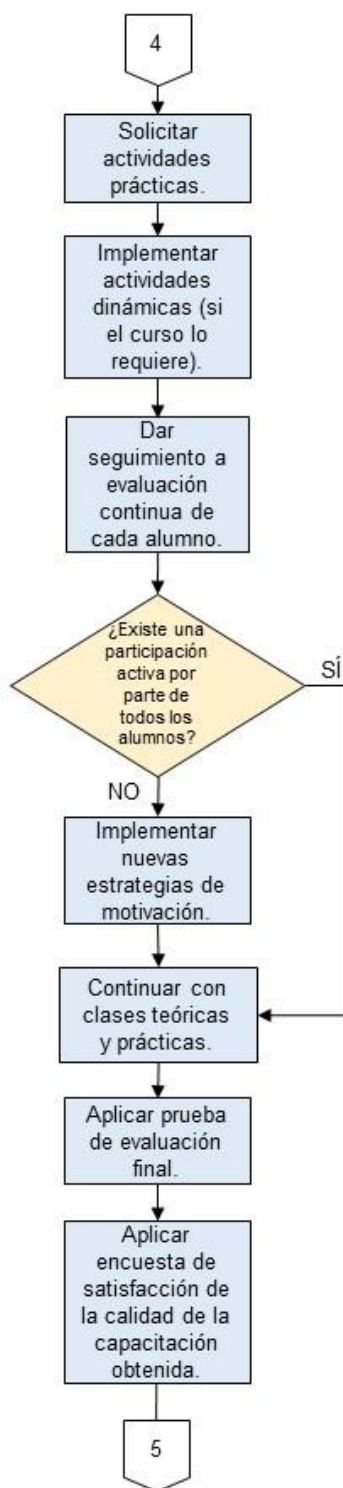 4
Solicitar
actividades
prácticas.
Implementar
actividades
dinámicas (si
el curso lo
requiere).
Dar
seguimiento a
evaluación
continua de
cada alumno.
¿Existe una
participación
activa por
parte de
todos los
alumnos?
SÍ
NO
Implementar
nuevas
estrategias de
motivación.
Continuar con
clases teóricas
y prácticas.
Aplicar prueba
de evaluación
final.
Aplicar
encuesta de
satisfacción de
la calidad de la
capacitación
obtenida.
5